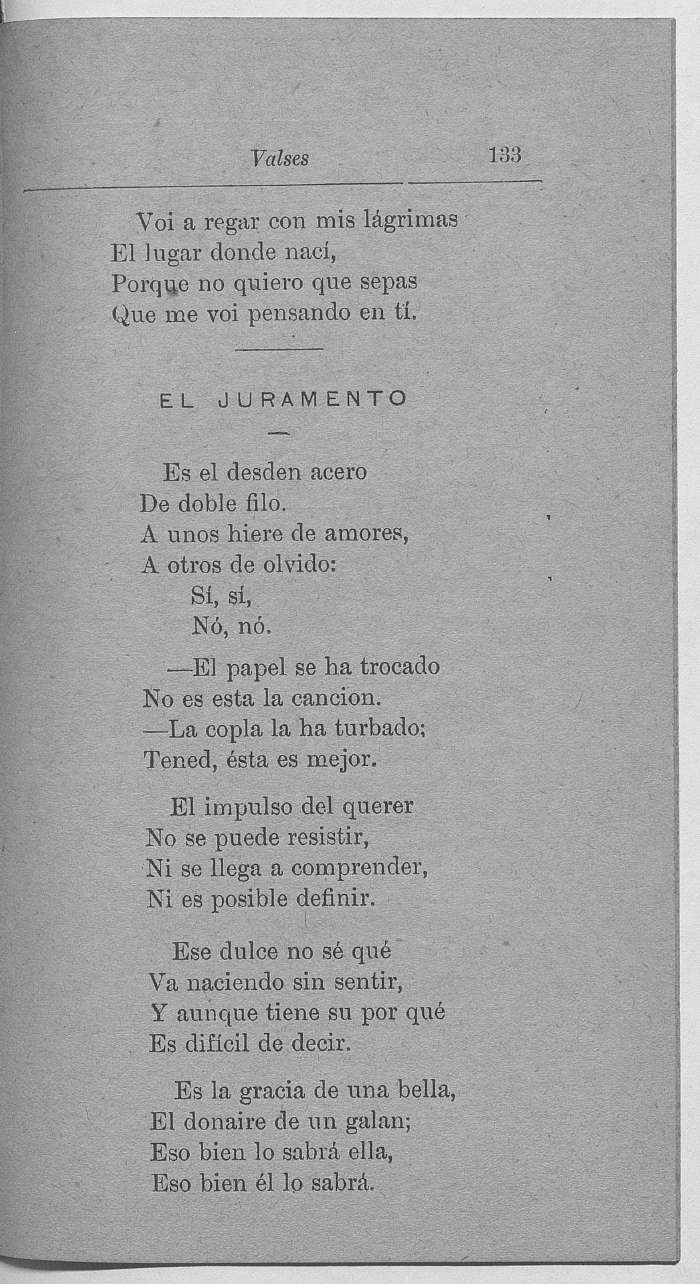 Valses 133
Voi a regar con mis lágrimas
El lugar donde nací,
Porque no quiero que sepas
Que me voi pensando en tí.
EL JURAMENTO
Es el desden acero
De doble filo.
A unos hiere de amores,
A otros de olvido:
Sí, sí,
Nó, nó.
—El papel se ha trocado
No es esta la cancion.
—La copla la ha turbado;
Tened, ésta es mejor.
El impulso del querer
No se puede resistir,
Ni se llega a comprender,
Ni es posible definir.
Ese dulce no sé qué
Va naciendo sin sentir,
Y aunque tiene su por qué
Es difícil de decir.
Es la gracia de una bella,
El donaire de un galan;
Eso bien lo sabrá ella,
Eso bien él lo sabrá.